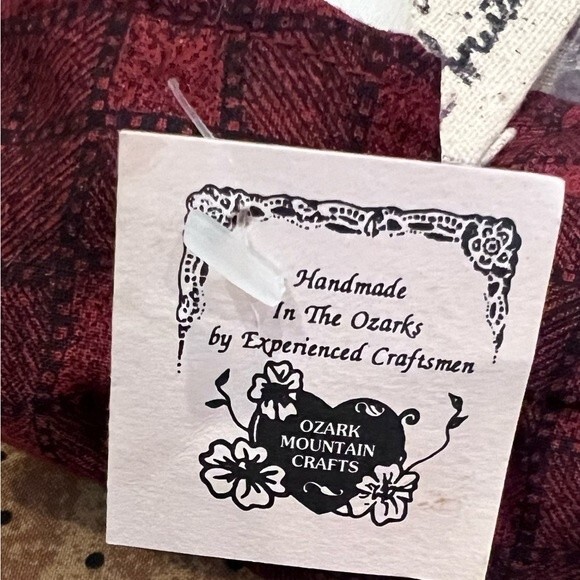 Handmade
In The Ozarks
by Experienced Craftsmen
OZARK
MOUNTAIN
CRAFTS